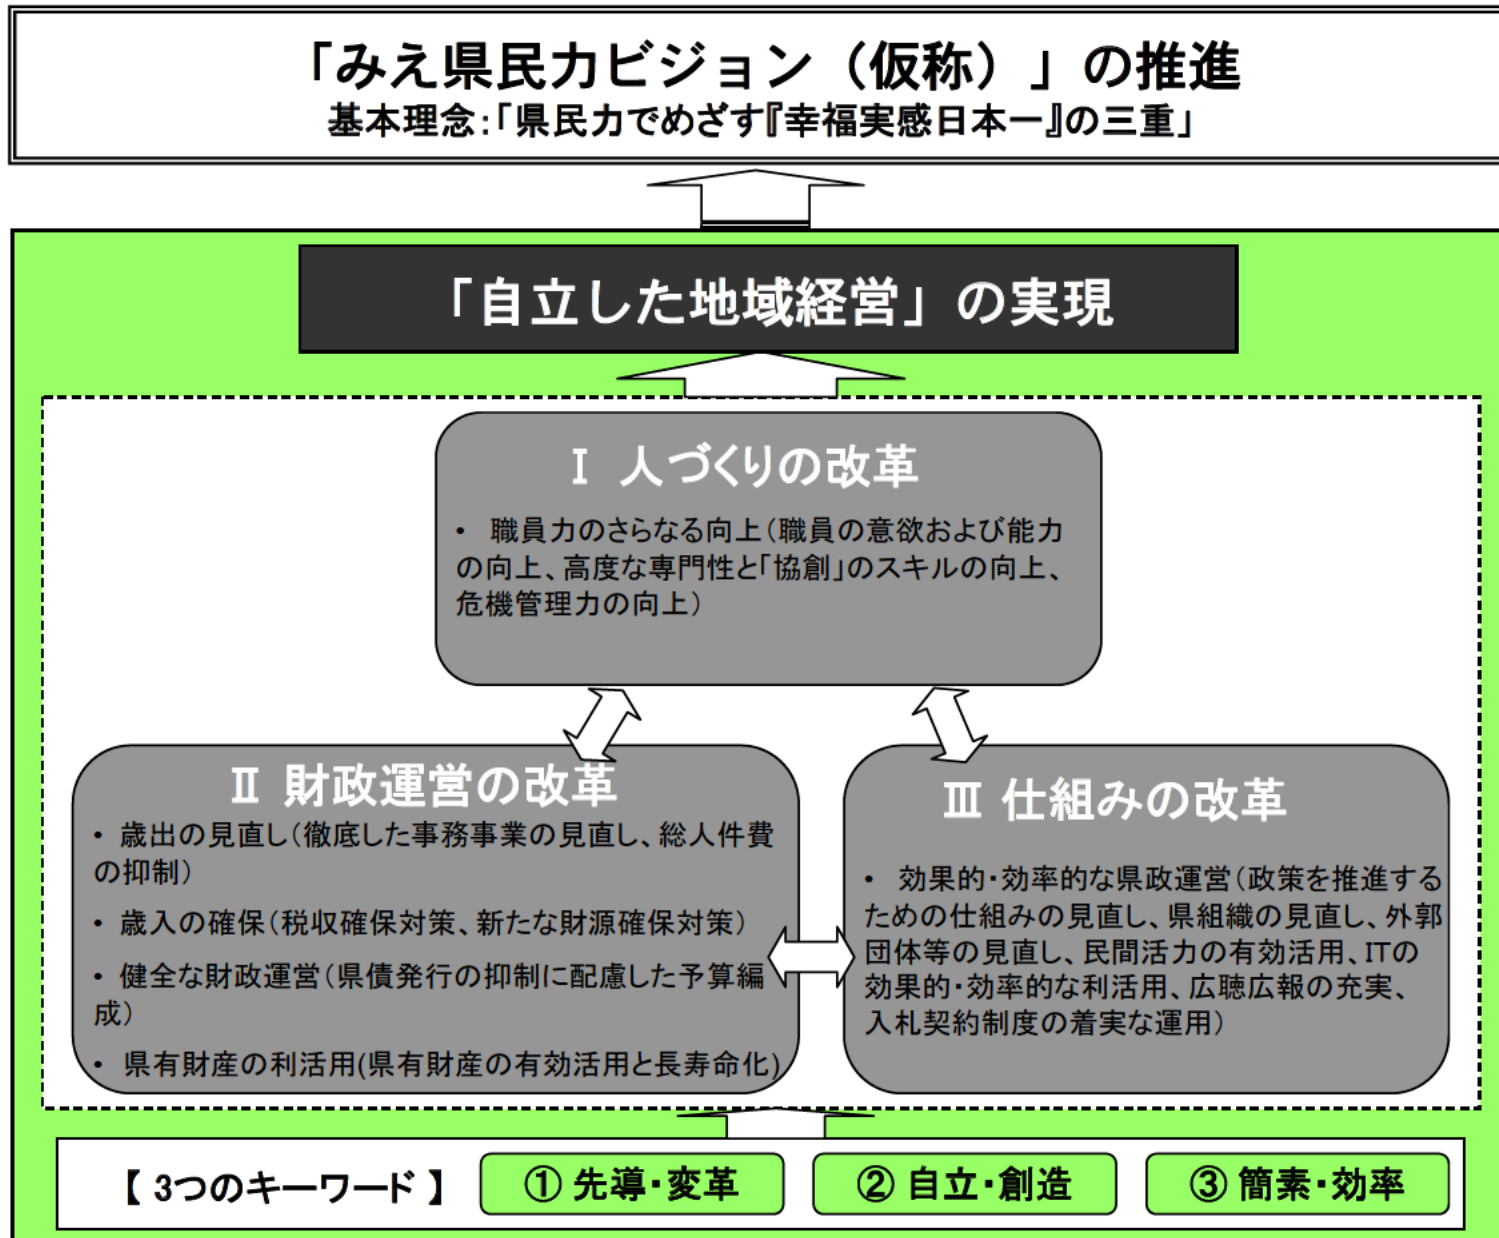 「みえ県民力ビジョン（仮称）」の推進
基本理念：「県民力でめざす『幸福実感日本一』の三重」
「自立した地域経営」の実現
Ⅰ 人づくりの改革
• 職員力のさらなる向上（職員の意欲および能力
の向上、高度な専門性と「協創」のスキルの向上、
危機管理力の向上）
Ⅱ 財政運営の改革
• 歳出の見直し（徹底した事務事業の見直し、総人件費
の抑制）
• 歳入の確保（税収確保対策、新たな財源確保対策）
• 健全な財政運営（県債発行の抑制に配慮した予算編
成）
• 県有財産の利活用(県有財産の有効活用と長寿命化)
Ⅲ 仕組みの改革
• 効果的・効率的な県政運営（政策を推進する
ための仕組みの見直し、県組織の見直し、外郭
団体等の見直し、民間活力の有効活用、ITの
効果的・効率的な利活用、広聴広報の充実、
入札契約制度の着実な運用）
【 3つのキーワード 】
① 先導・変革
② 自立・創造
③ 簡素・効率